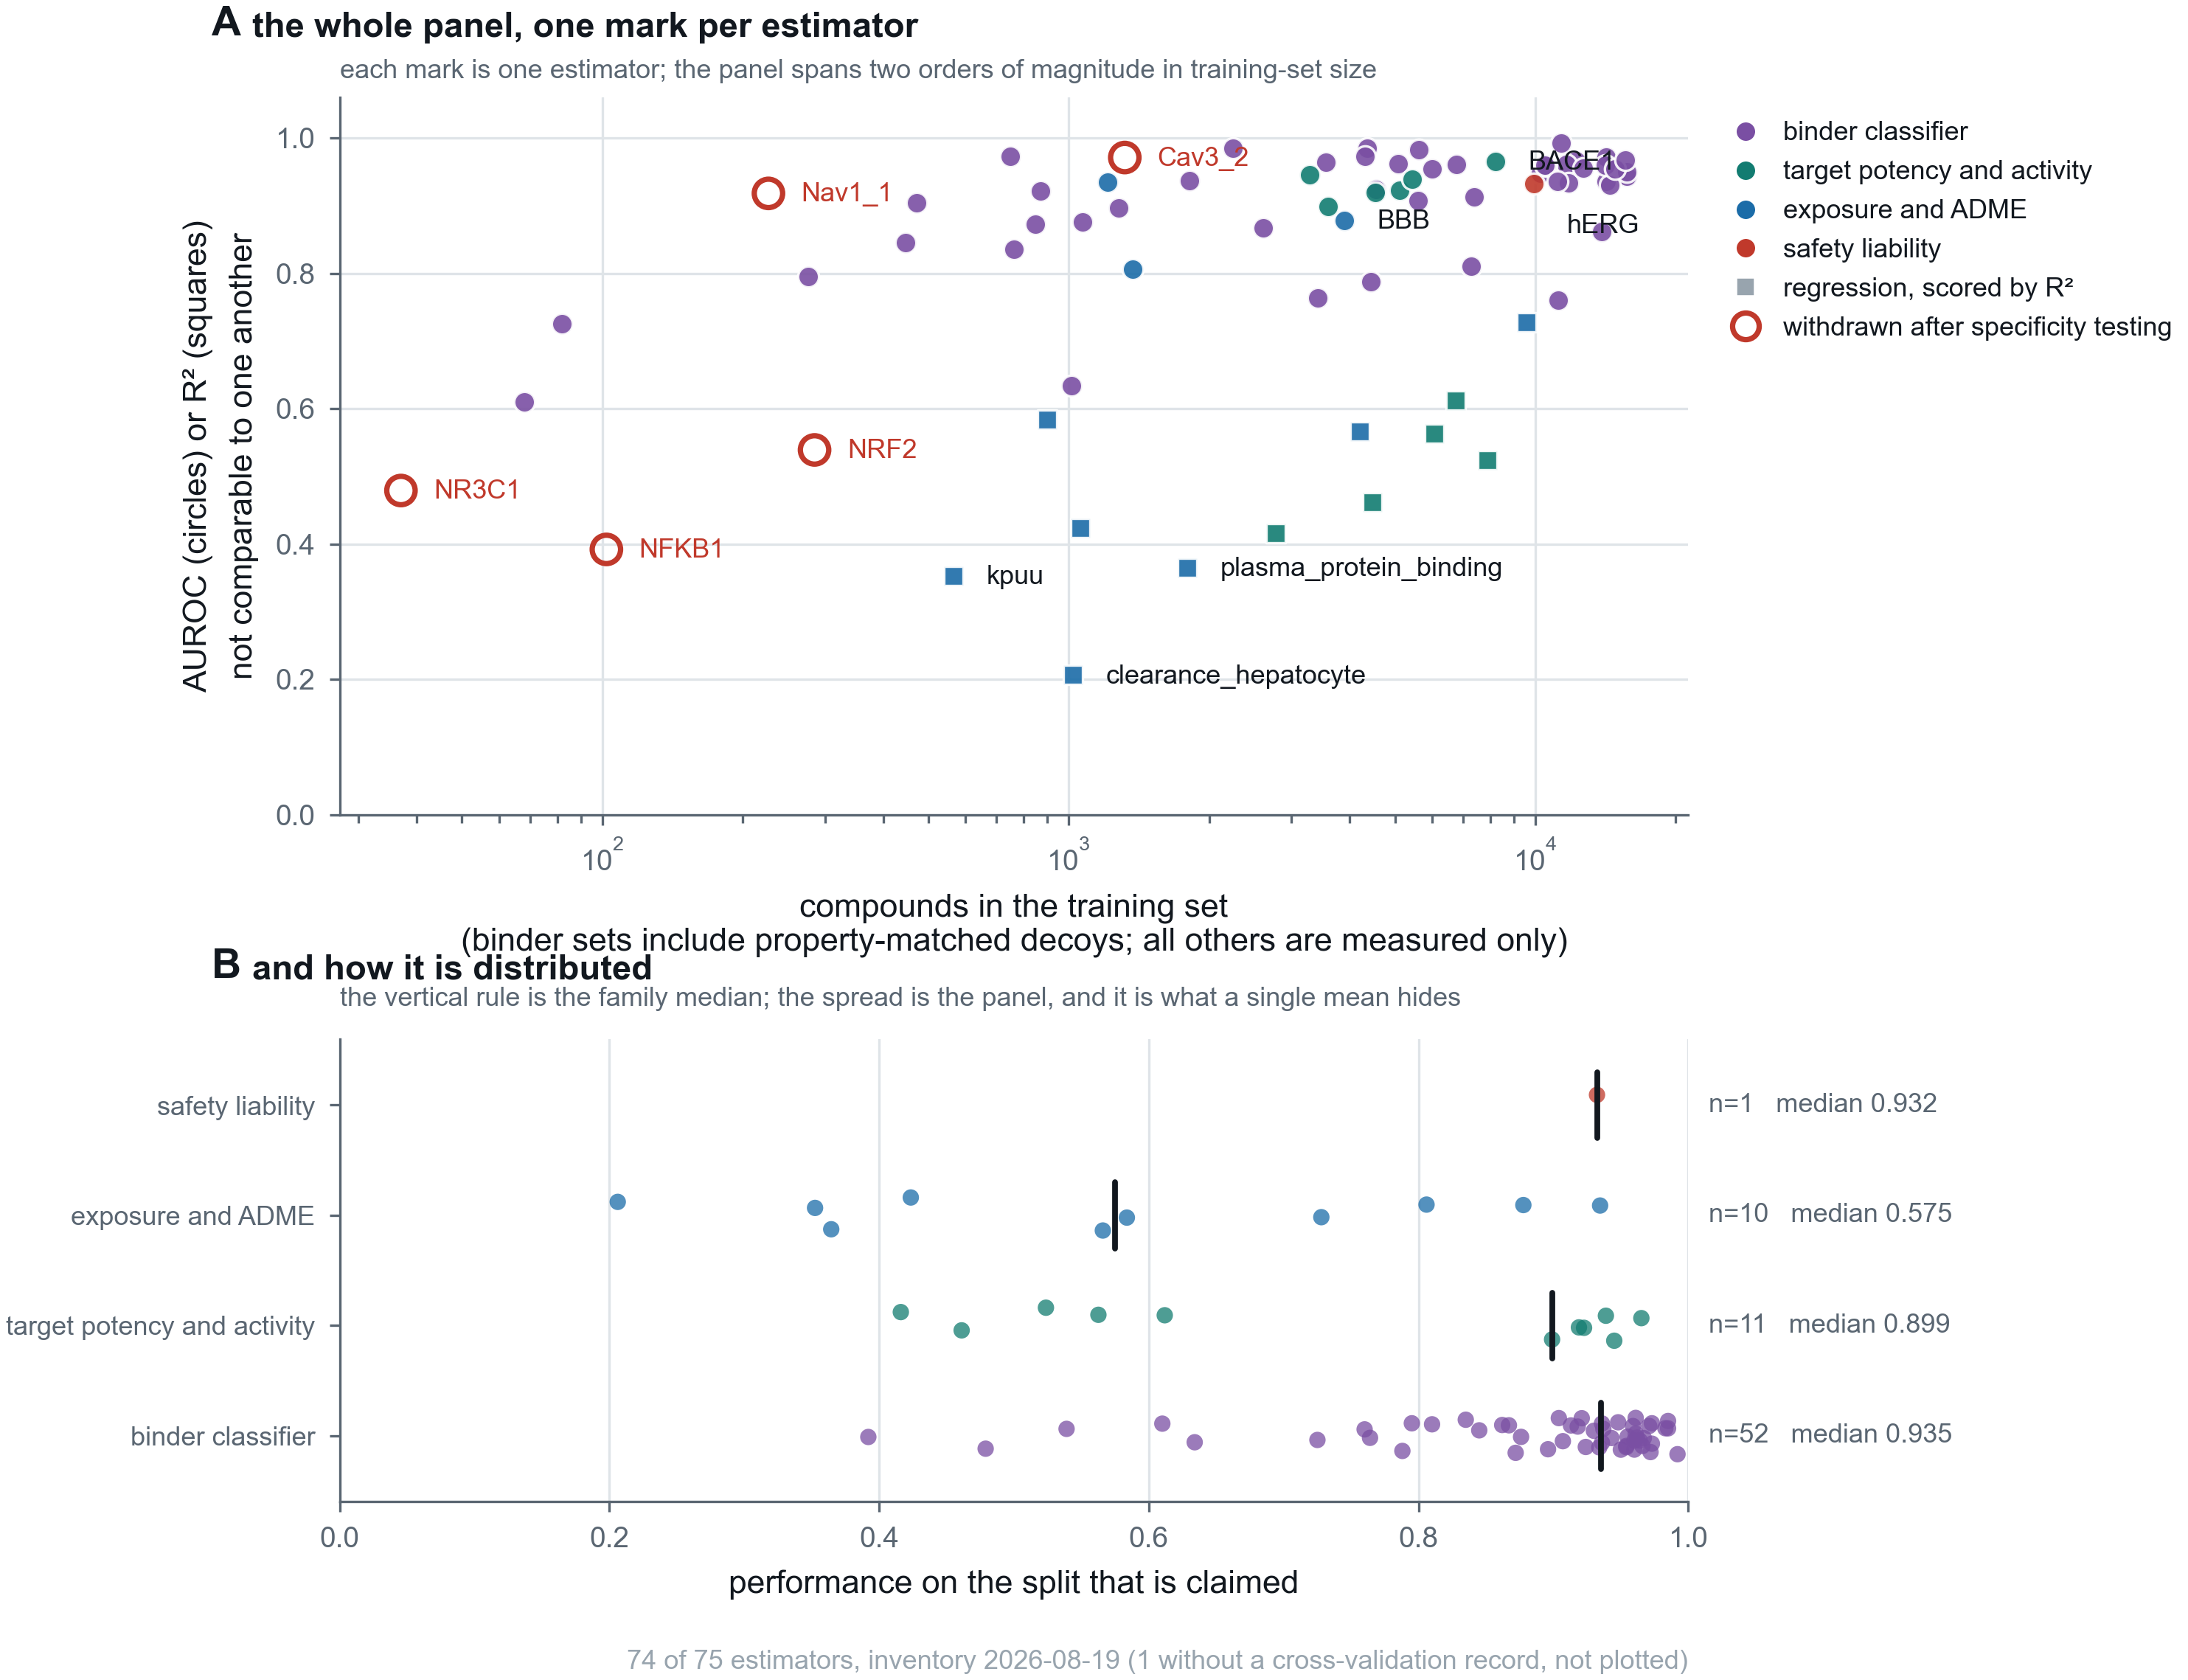 A the whole panel, one mark per estimator
each mark is one estimator; the panel spans two orders of magnitude in training-set size
AUROC (circles) or R² (squares)
not comparable to one another
1.0
0.8
0.6
0.4
0.2
0.0
Nav1_1
Cav3_2
BACE1
BBB
hERG
NRF2
NR3C1
NFKB1
kpuu
plasma_protein_binding
clearance_hepatocyte
binder classifier
target potency and activity
exposure and ADME
safety liability
regression, scored by R²
withdrawn after specificity testing
10² 10³ 10⁴
compounds in the training set
(binder sets include property-matched decoys; all others are measured only)
B and how it is distributed
the vertical rule is the family median; the spread is the panel, and it is what a single mean hides
safety liability n=1 median 0.932
exposure and ADME n=10 median 0.575
target potency and activity n=11 median 0.899
binder classifier n=52 median 0.935
0.0 0.2 0.4 0.6 0.8 1.0
performance on the split that is claimed
74 of 75 estimators, inventory 2026-08-19 (1 without a cross-validation record, not plotted)